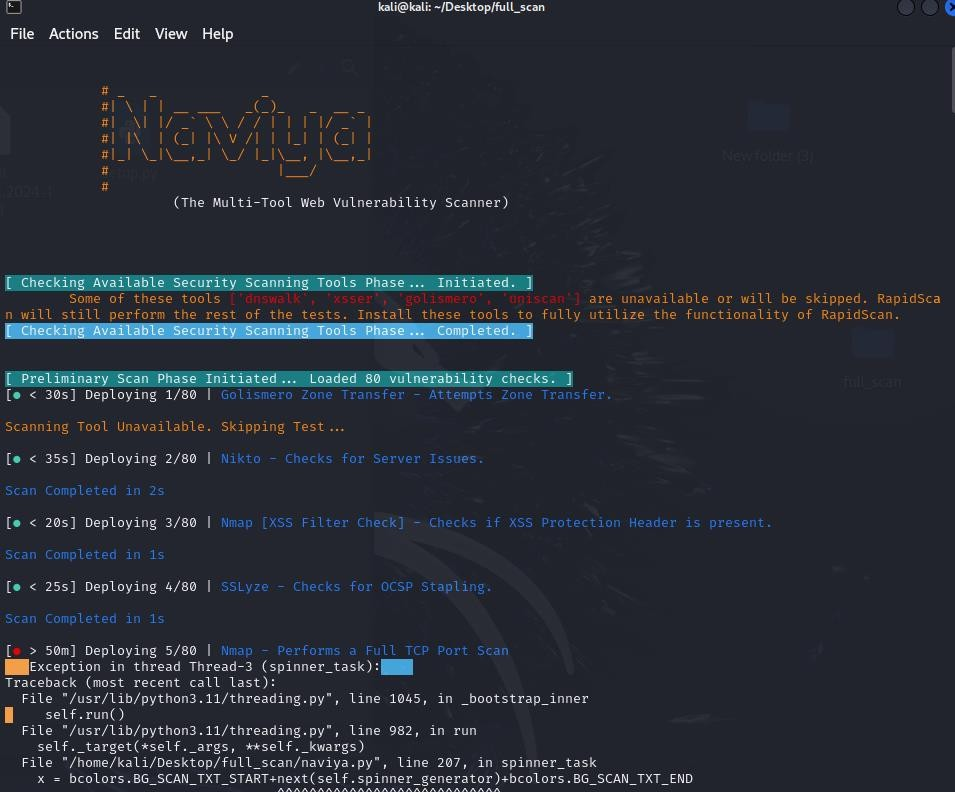 kali@kali: ~/Desktop/full_scan
File Actions Edit View Help
# _   _                     _
#| \ | | __ ___   _(_)_   _  __ _
#|  \| |/ _` \ \ / / | | | |/ _` |
#| |\  | (_| |\ V /| | |_| | (_| |
#|_| \_|\__,_| \_/ |_|\__, |\__,_|
#                     |___/
#
(The Multi-Tool Web Vulnerability Scanner)
[ Checking Available Security Scanning Tools Phase... Initiated. ]
Some of these tools ['dnswalk', 'xsser', 'golismero', 'uniscan'] are unavailable or will be skipped. RapidSca
n will still perform the rest of the tests. Install these tools to fully utilize the functionality of RapidScan.
[ Checking Available Security Scanning Tools Phase... Completed. ]
[ Preliminary Scan Phase Initiated... Loaded 80 vulnerability checks. ]
[● < 30s] Deploying 1/80 | Golismero Zone Transfer - Attempts Zone Transfer.
Scanning Tool Unavailable. Skipping Test...
[● < 35s] Deploying 2/80 | Nikto - Checks for Server Issues.
Scan Completed in 2s
[● < 20s] Deploying 3/80 | Nmap [XSS Filter Check] - Checks if XSS Protection Header is present.
Scan Completed in 1s
[● < 25s] Deploying 4/80 | SSLyze - Checks for OCSP Stapling.
Scan Completed in 1s
[● > 50m] Deploying 5/80 | Nmap - Performs a Full TCP Port Scan
Exception in thread Thread-3 (spinner_task):
Traceback (most recent call last):
File "/usr/lib/python3.11/threading.py", line 1045, in _bootstrap_inner
self.run()
File "/usr/lib/python3.11/threading.py", line 982, in run
self._target(*self._args, **self._kwargs)
File "/home/kali/Desktop/full_scan/naviya.py", line 207, in spinner_task
x = bcolors.BG_SCAN_TXT_START+next(self.spinner_generator)+bcolors.BG_SCAN_TXT_END
^^^^^^^^^^^^^^^^^^^^^^^^^^^^
New folder (3)
full_scan